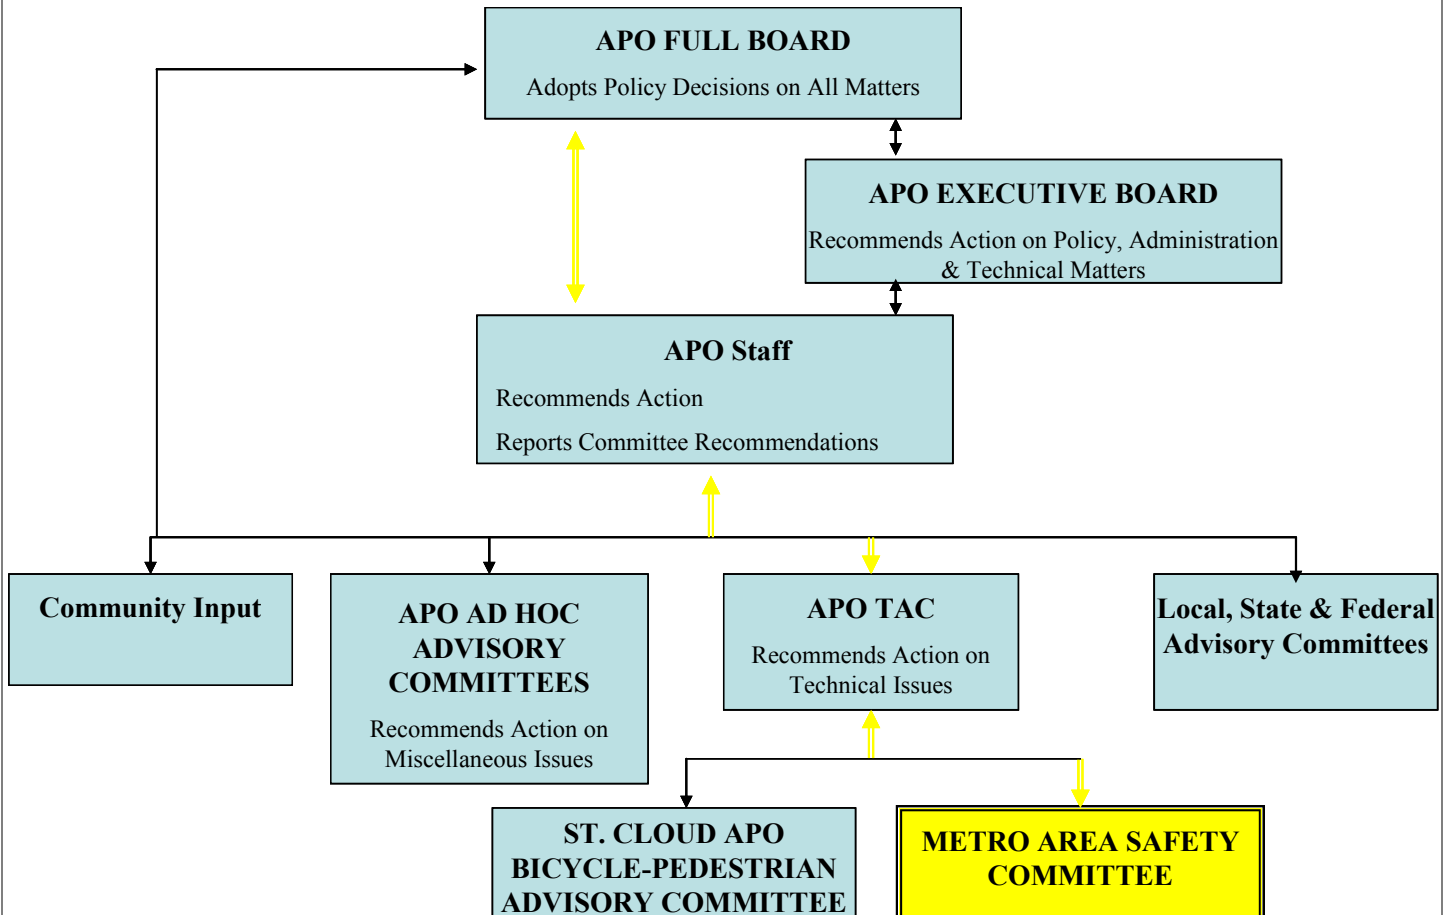 APO FULL BOARD
Adopts Policy Decisions on All Matters
APO EXECUTIVE BOARD
Recommends Action on Policy, Administration
& Technical Matters
APO Staff
Recommends Action
Reports Committee Recommendations
Community Input
APO AD HOC
ADVISORY
COMMITTEES
Recommends Action on
Miscellaneous Issues
APO TAC
Recommends Action on
Technical Issues
Local, State & Federal
Advisory Committees
ST. CLOUD APO
BICYCLE-PEDESTRIAN
ADVISORY COMMITTEE
METRO AREA SAFETY
COMMITTEE